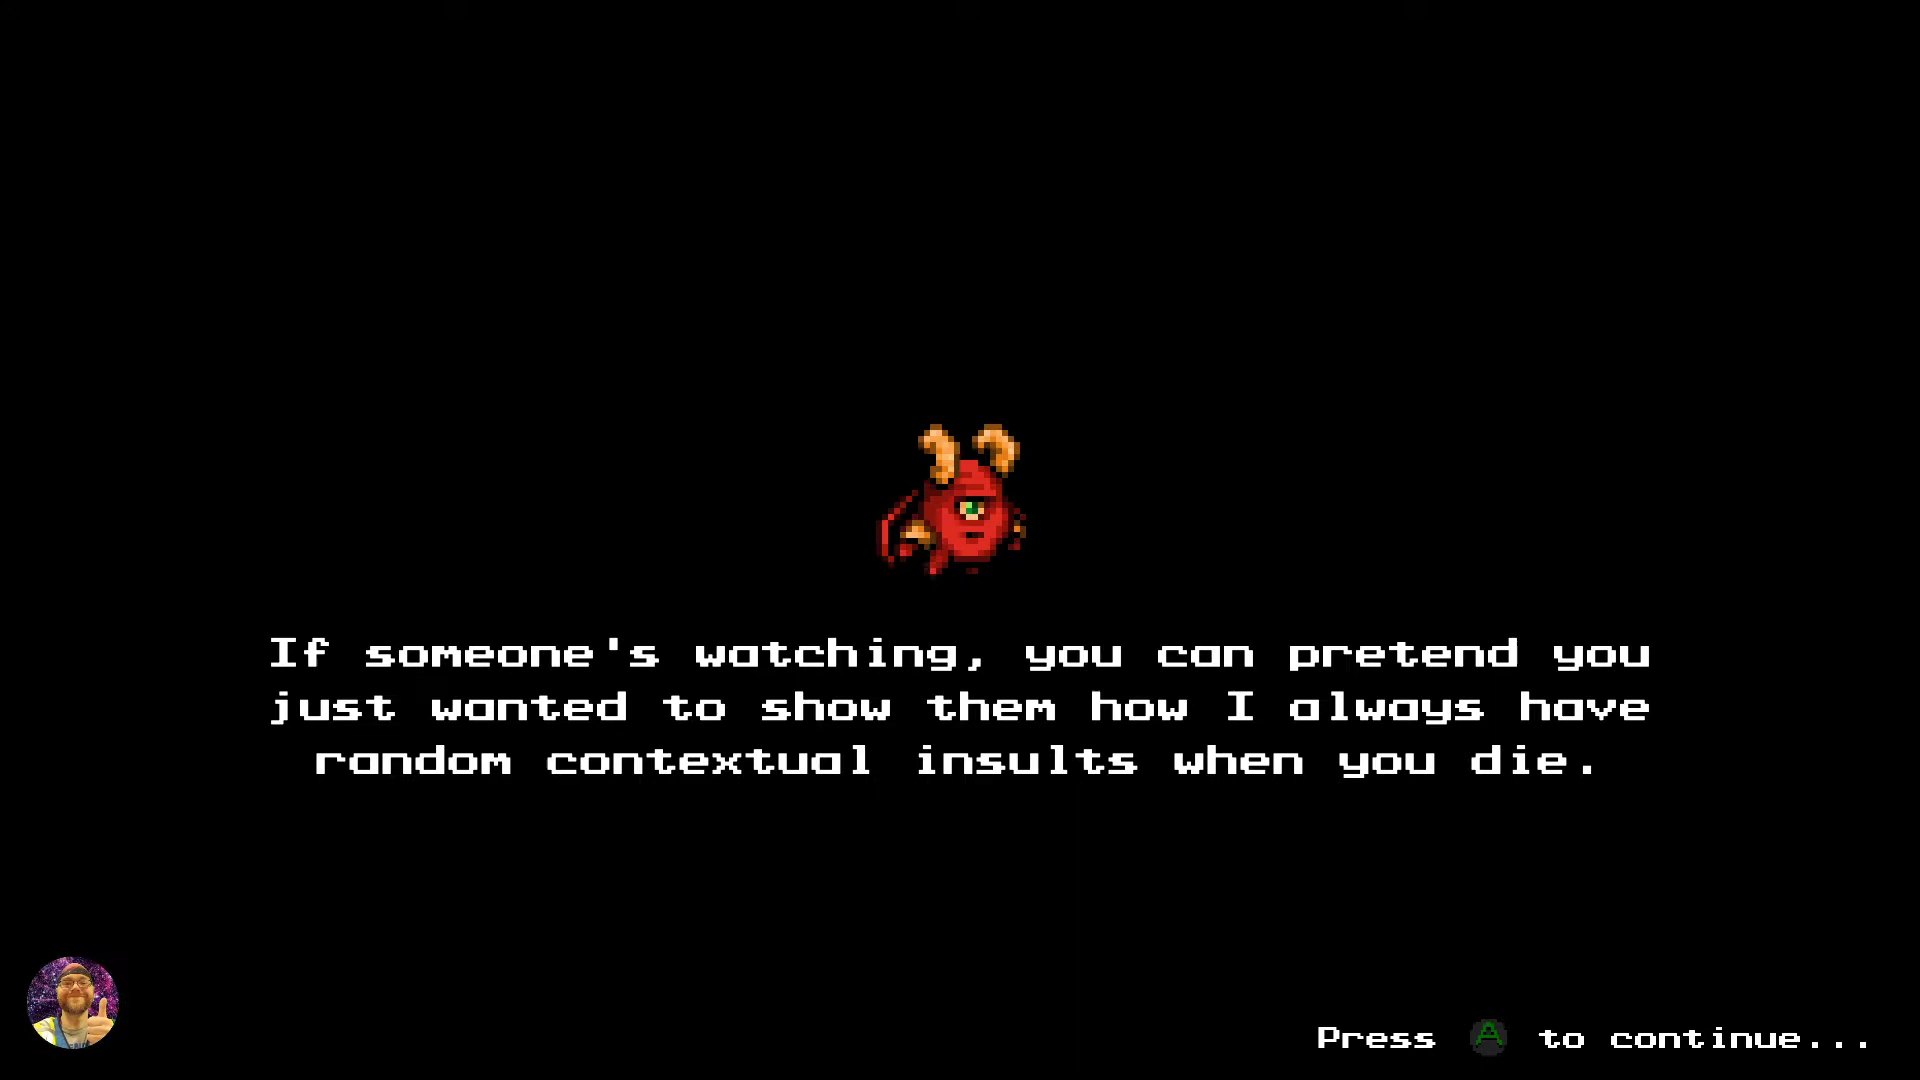 If someone's watching, you can pretend you
just wanted to show them how I always have
random contextual insults when you die.
Press A to continue...